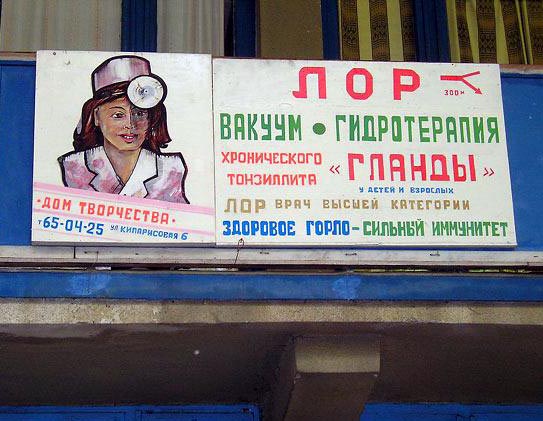 ЛОР
300м
ВАКУУМ • ГИДРОТЕРАПИЯ
ХРОНИЧЕСКОГО
ТОНЗИЛЛИТА
«ГЛАНДЫ»
У ДЕТЕЙ И ВЗРОСЛЫХ
ЛОР ВРАЧ ВЫСШЕЙ КАТЕГОРИИ
ЗДОРОВОЕ ГОРЛО - СИЛЬНЫЙ ИММУНИТЕТ
• ДОМ ТВОРЧЕСТВА •
т 65-04-25 ул КИПАРИСОВАЯ 6